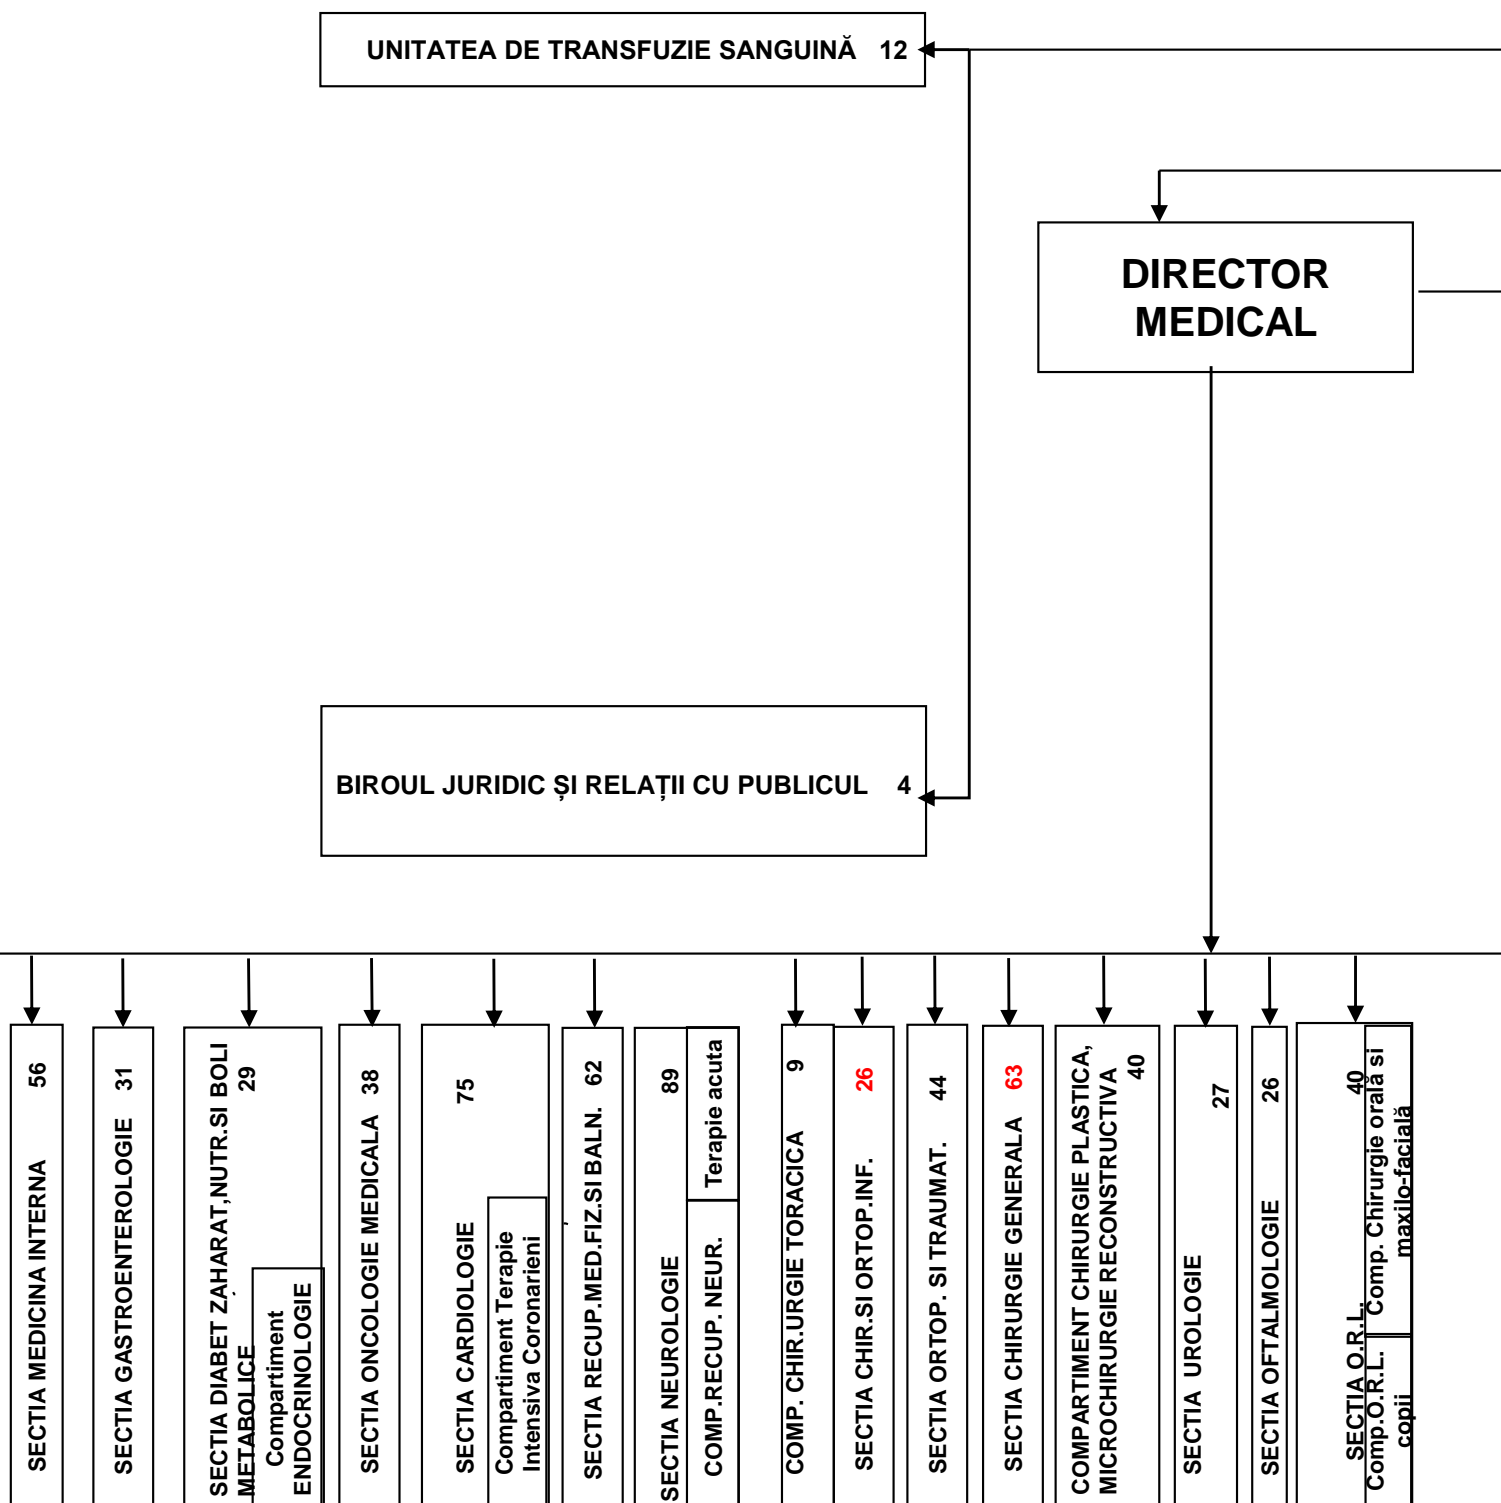 UNITATEA DE TRANSFUZIE SANGUINĂ 12
DIRECTOR
MEDICAL
BIROUL JURIDIC ȘI RELAȚII CU PUBLICUL 4
SECTIA MEDICINA INTERNA 56
SECTIA GASTROENTEROLOGIE 31
SECTIA DIABET ZAHARAT,NUTR.SI BOLI
METABOLICE 29
Compartiment
ENDOCRINOLOGIE
SECTIA ONCOLOGIE MEDICALA 38
SECTIA CARDIOLOGIE 75
Compartiment Terapie
Intensiva Coronarieni
SECTIA RECUP.MED.FIZ.SI BALN. 62
SECTIA NEUROLOGIE 89
COMP.RECUP. NEUR.
Terapie acuta
COMP. CHIR.URGIE TORACICA 9
SECTIA CHIR.SI ORTOP.INF. 26
SECTIA ORTOP. SI TRAUMAT. 44
SECTIA CHIRURGIE GENERALA 63
COMPARTIMENT CHIRURGIE PLASTICA,
MICROCHIRURGIE RECONSTRUCTIVA
40
SECTIA UROLOGIE 27
SECTIA OFTALMOLOGIE 26
SECTIA O.R.L. 40
Comp.O.R.L.
copii
Comp. Chirurgie orală si
maxilo-facială